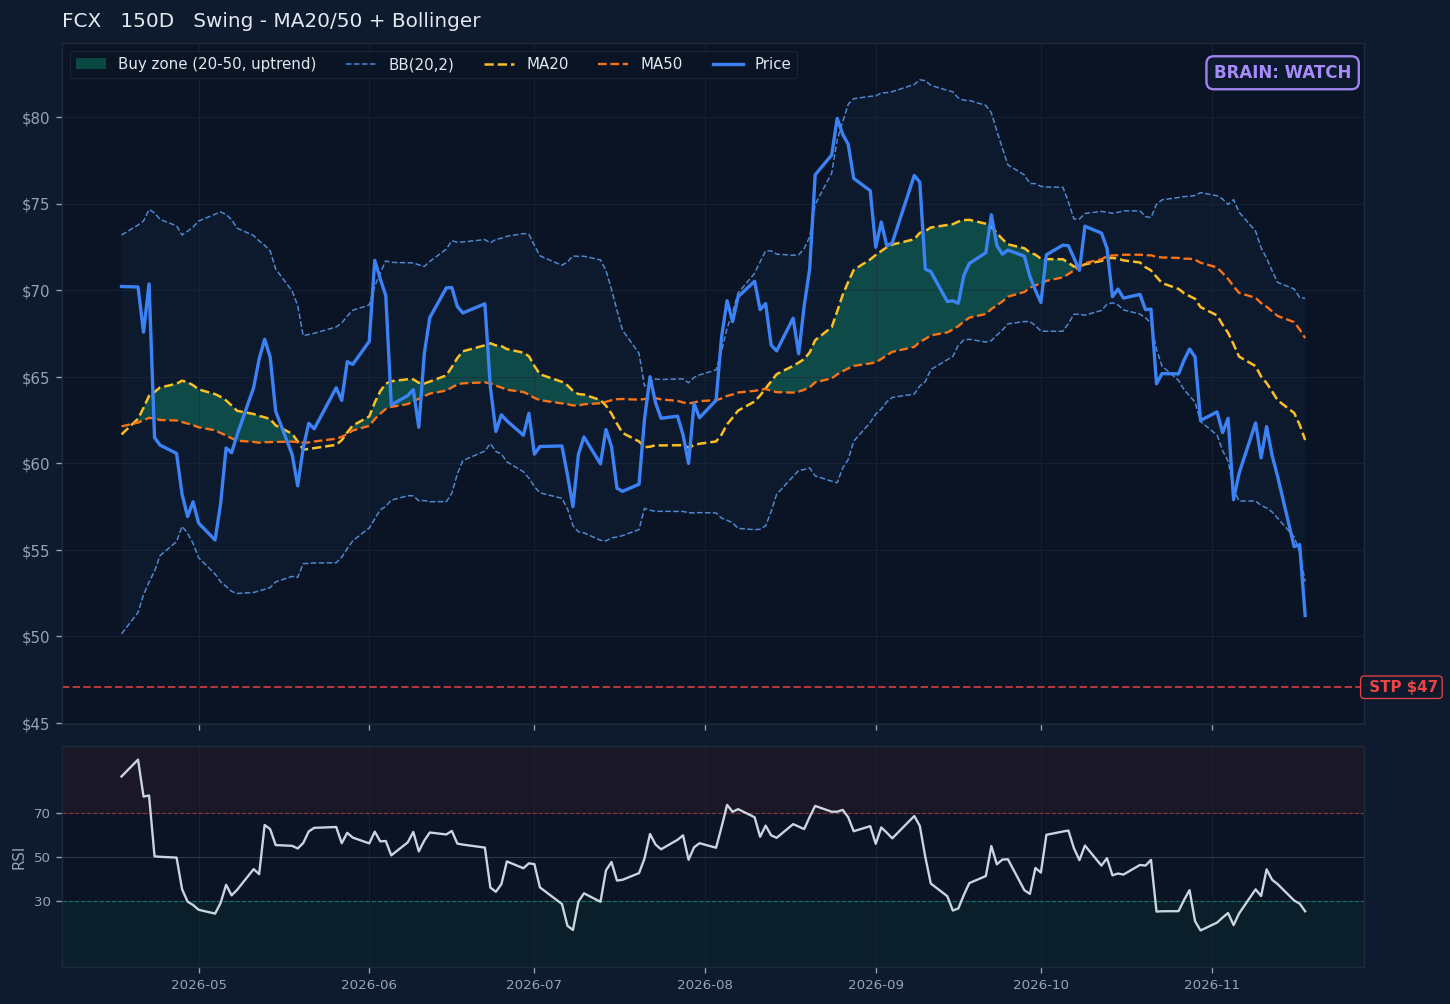 FCX 150D Swing - MA20/50 + Bollinger
Buy zone (20-50, uptrend) BB(20,2) MA20 MA50 Price
BRAIN: WATCH
$80
$75
$70
$65
$60
$55
$50
$45
STP $47
RSI
70
50
30
2026-05 2026-06 2026-07 2026-08 2026-09 2026-10 2026-11